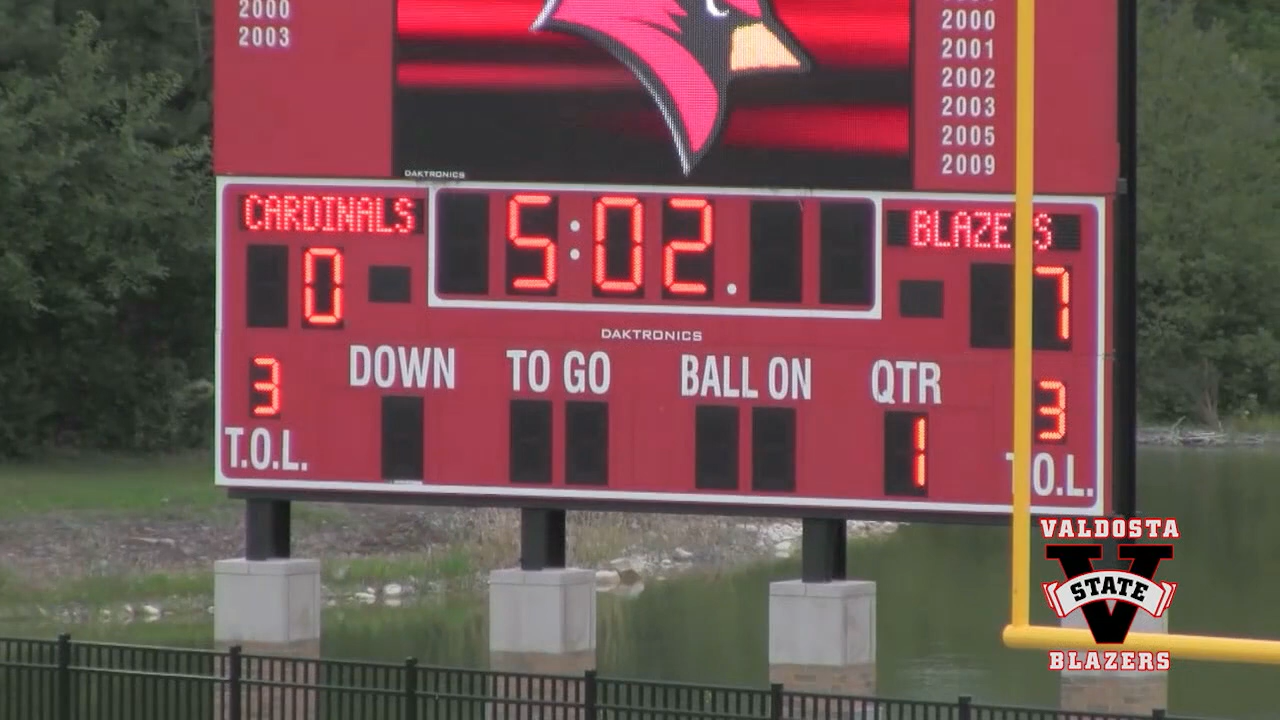 2000
2003
2000
2001
2002
2003
2005
2009
DAKTRONICS
CARDINALS
5:02.
BLAZERS
0
7
DAKTRONICS
DOWN
TO GO
BALL ON
QTR
3
1
3
T.O.L.
T.O.L.
VALDOSTA
V
STATE
BLAZERS